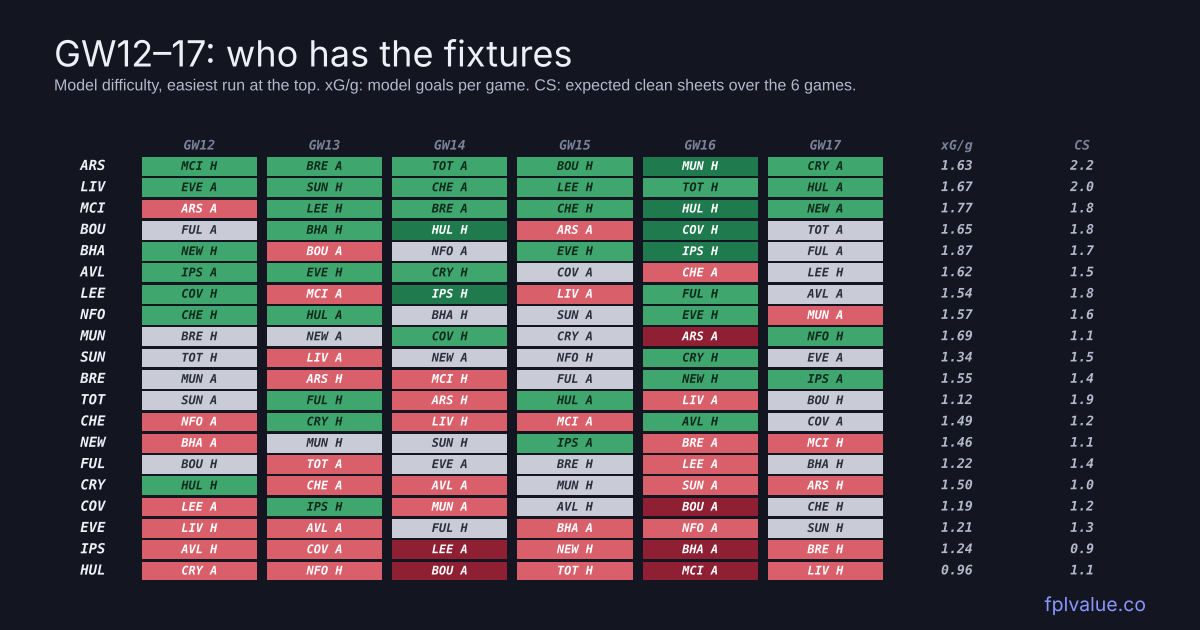 GW12–17: who has the fixtures
Model difficulty, easiest run at the top. xG/g: model goals per game. CS: expected clean sheets over the 6 games.
GW12 GW13 GW14 GW15 GW16 GW17 xG/g CS
ARS MCI H BRE A TOT A BOU H MUN H CRY A 1.63 2.2
LIV EVE A SUN H CHE A LEE H TOT H HUL A 1.67 2.0
MCI ARS A LEE H BRE A CHE H HUL H NEW A 1.77 1.8
BOU FUL A BHA H HUL H ARS A COV H TOT A 1.65 1.8
BHA NEW H BOU A NFO A EVE H IPS H FUL A 1.87 1.7
AVL IPS A EVE H CRY H COV A CHE A LEE H 1.62 1.5
LEE COV H MCI A IPS H LIV A FUL H AVL A 1.54 1.8
NFO CHE H HUL A BHA H SUN A EVE H MUN A 1.57 1.6
MUN BRE H NEW A COV H CRY A ARS A NFO H 1.69 1.1
SUN TOT H LIV A NEW A NFO H CRY H EVE A 1.34 1.5
BRE MUN A ARS H MCI H FUL A NEW H IPS A 1.55 1.4
TOT SUN A FUL H ARS H HUL A LIV A BOU H 1.12 1.9
CHE NFO A CRY H LIV H MCI A AVL H COV A 1.49 1.2
NEW BHA A MUN H SUN H IPS A BRE A MCI H 1.46 1.1
FUL BOU H TOT A EVE A BRE H LEE A BHA H 1.22 1.4
CRY HUL H CHE A AVL A MUN H SUN A ARS H 1.50 1.0
COV LEE A IPS H MUN A AVL H BOU A CHE H 1.19 1.2
EVE LIV H AVL A FUL H BHA A NFO A SUN H 1.21 1.3
IPS AVL H COV A LEE A NEW H BHA A BRE H 1.24 0.9
HUL CRY A NFO H BOU A TOT H MCI A LIV H 0.96 1.1
fplvalue.co